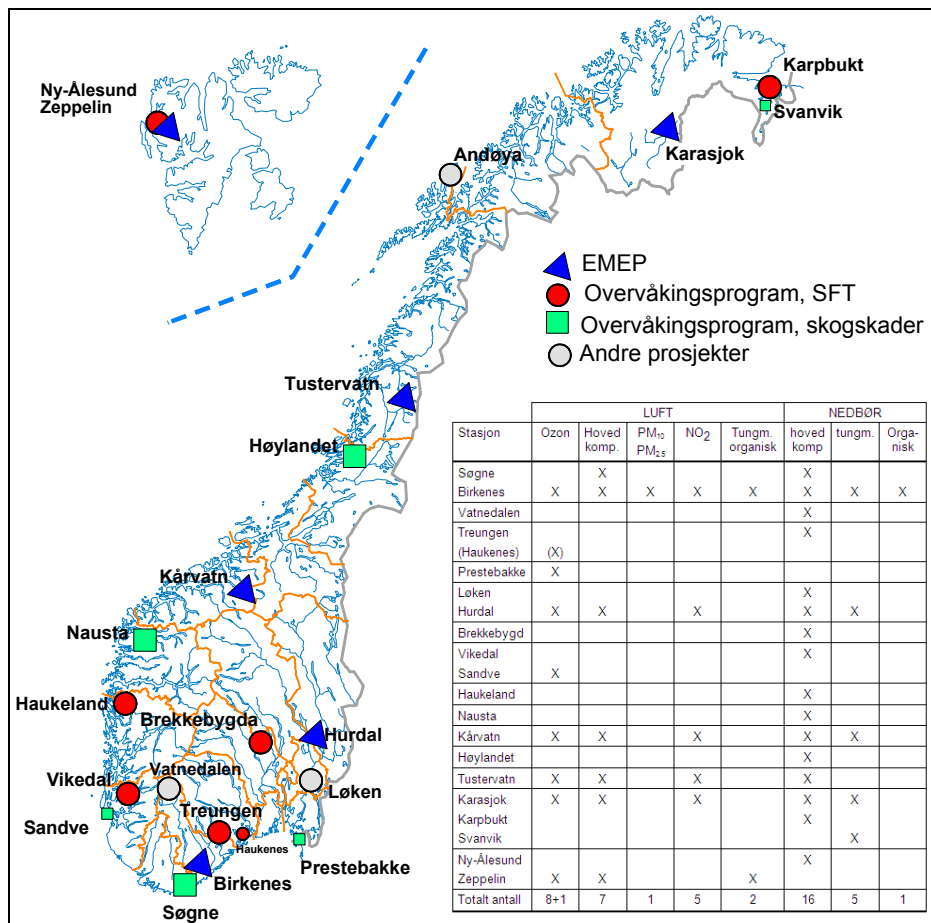 Ny-Ålesund
Zeppelin
Karpbukt
Svanvik
Karasjok
Andøya
EMEP
Overvåkingsprogram, SFT
Overvåkingsprogram, skogskader
Andre prosjekter
Tustervatn
Høylandet
Kårvatn
Nausta
Haukeland
Brekkebygda
Hurdal
Vikedal
Vatnedalen
Løken
Sandve
Treungen
Haukenes
Prestebakke
Birkenes
Søgne
LUFT NEDBØR
Stasjon Ozon Hoved komp. PM10 PM2.5 NO2 Tungm. organisk hoved komp tungm. Orga-nisk
Søgne X X
Birkenes X X X X X X X X
Vatnedalen X
Treungen X
(Haukenes) (X)
Prestebakke X
Løken X
Hurdal X X X X X
Brekkebygd X
Vikedal X
Sandve X
Haukeland X
Nausta X
Kårvatn X X X X X
Høylandet X
Tustervatn X X X X
Karasjok X X X X X
Karpbukt X
Svanvik X
Ny-Ålesund X
Zeppelin X X X
Totalt antall 8+1 7 1 5 2 16 5 1